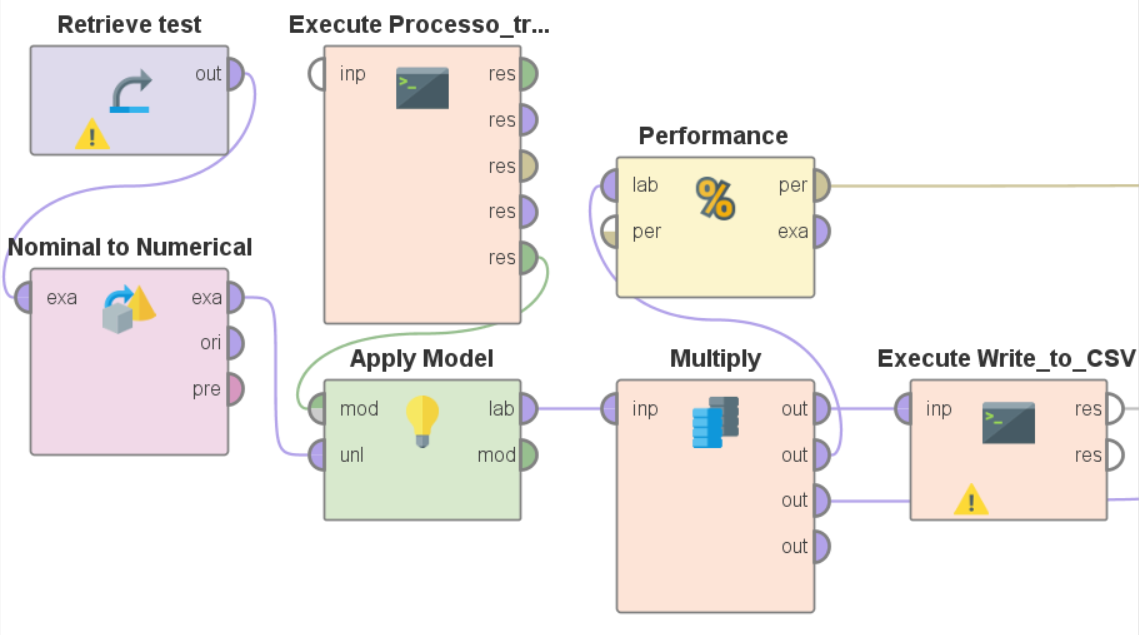 Retrieve test
out
Execute Processo_tr...
inp
res
res
res
res
res
Performance
lab
per
per
exa
Nominal to Numerical
exa
exa
ori
pre
Apply Model
mod
lab
unl
mod
Multiply
inp
out
out
out
out
Execute Write_to_CSV
inp
res
res